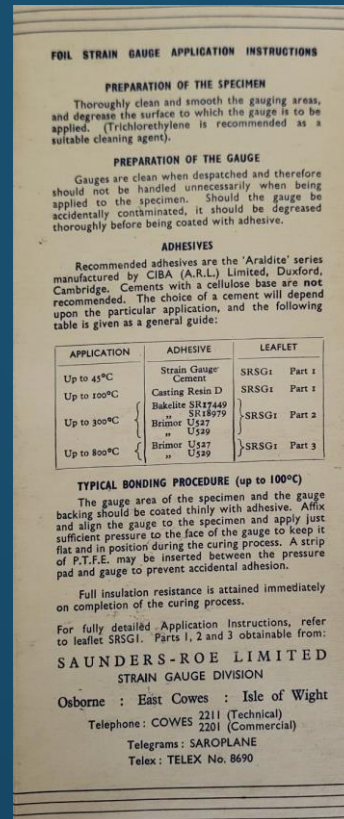 FOIL STRAIN GAUGE APPLICATION INSTRUCTIONS
PREPARATION OF THE SPECIMEN
Thoroughly clean and smooth the gauging areas,
and degrease the surface to which the gauge is to be
applied. (Trichlorethylene is recommended as a
suitable cleaning agent).
PREPARATION OF THE GAUGE
Gauges are clean when despatched and therefore
should not be handled unnecessarily when being
applied to the specimen. Should the gauge be
accidentally contaminated, it should be degreased
thoroughly before being coated with adhesive.
ADHESIVES
Recommended adhesives are the 'Araldite' series
manufactured by CIBA (A.R.L.) Limited, Duxford,
Cambridge. Cements with a cellulose base are not
recommended. The choice of a cement will depend
upon the particular application, and the following
table is given as a general guide:
APPLICATION ADHESIVE LEAFLET
Up to 45°C Strain Gauge Cement SRSG1 Part 1
Up to 100°C Casting Resin D SRSG1 Part 1
Up to 300°C { Bakelite SR17449 } SRSG1 Part 2
„ SR18979
Brimor U527
„ U529
Up to 800°C { Brimor U527 } SRSG1 Part 3
„ U529
TYPICAL BONDING PROCEDURE (up to 100°C)
The gauge area of the specimen and the gauge
backing should be coated thinly with adhesive. Affix
and align the gauge to the specimen and apply just
sufficient pressure to the face of the gauge to keep it
flat and in position during the curing process. A strip
of P.T.F.E. may be inserted between the pressure
pad and gauge to prevent accidental adhesion.
Full insulation resistance is attained immediately
on completion of the curing process.
For fully detailed Application Instructions, refer
to leaflet SRSG1. Parts 1, 2 and 3 obtainable from:
SAUNDERS-ROE LIMITED
STRAIN GAUGE DIVISION
Osborne : East Cowes : Isle of Wight
Telephone: COWES 2211 (Technical)
2201 (Commercial)
Telegrams: SAROPLANE
Telex: TELEX No. 8690